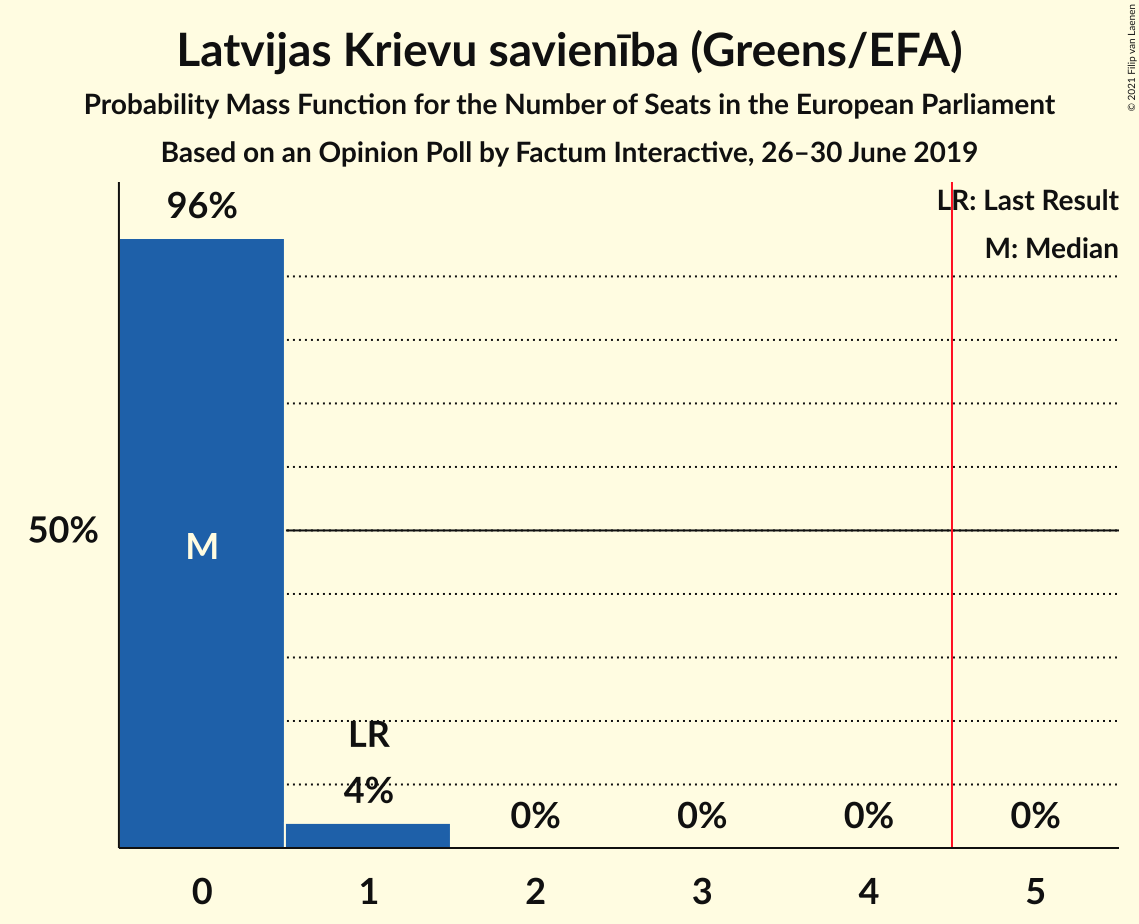 Latvijas Krievu savienība (Greens/EFA)
Probability Mass Function for the Number of Seats in the European Parliament
Based on an Opinion Poll by Factum Interactive, 26–30 June 2019
© 2021 Filip van Laenen
LR: Last Result
M: Median
96%
50%
M
LR
4%
0%
0%
0%
0%
0
1
2
3
4
5